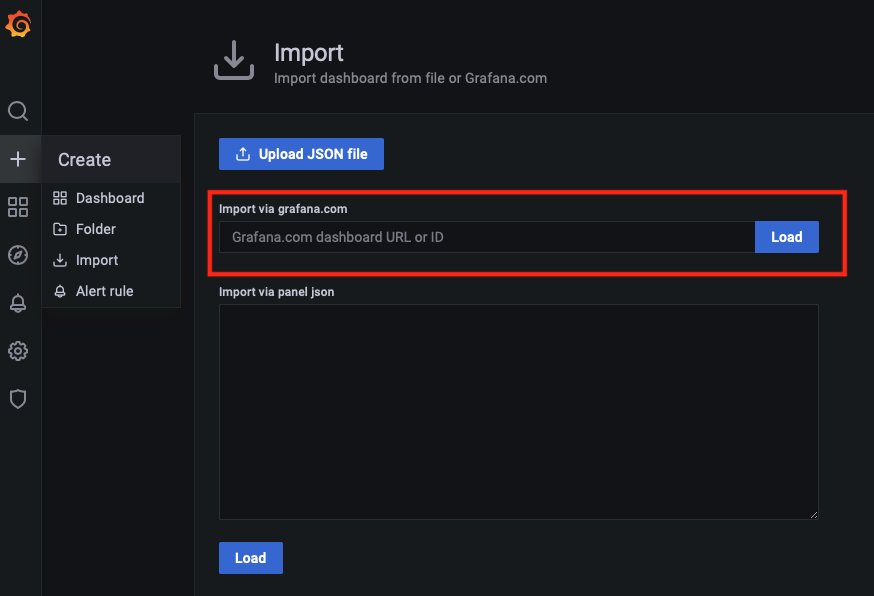 Import
Import dashboard from file or Grafana.com
Create
Dashboard
Folder
Import
Alert rule
Upload JSON file
Import via grafana.com
Grafana.com dashboard URL or ID
Load
Import via panel json
Load